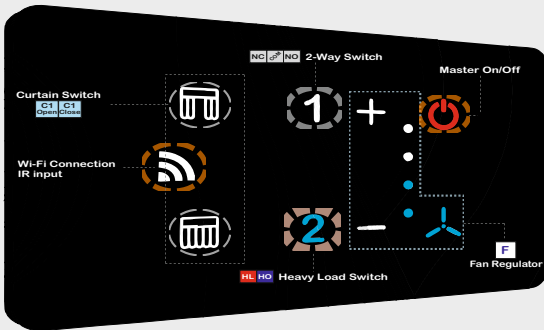 NC COM NO 2-Way Switch
Master On/Off
Curtain Switch
C1 Open C1 Close
1
+
Wi-Fi Connection
IR input
2
-
F
Fan Regulator
HL HO Heavy Load Switch